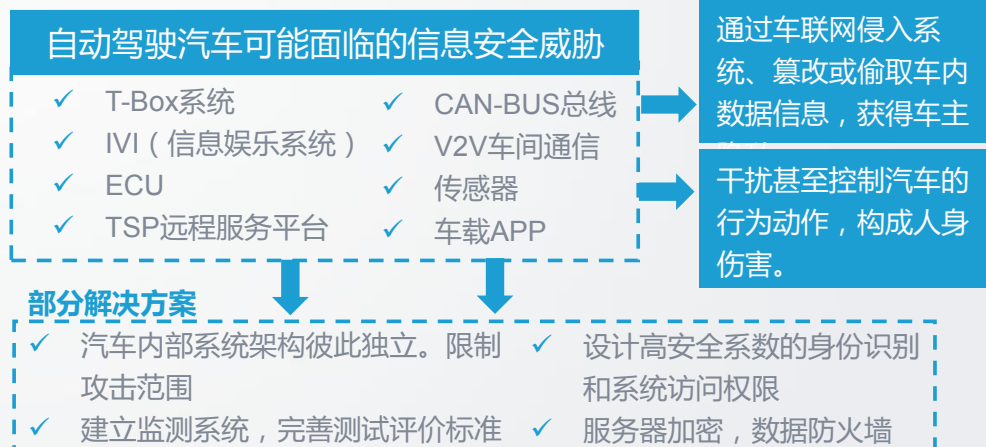 自动驾驶汽车可能面临的信息安全威胁
T-Box系统
IVI（信息娱乐系统）
ECU
TSP远程服务平台
CAN-BUS总线
V2V车间通信
传感器
车载APP
通过车联网侵入系
统、篡改或偷取车内
数据信息，获得车主
干扰甚至控制汽车的
行为动作，构成人身
伤害。
部分解决方案
汽车内部系统架构彼此独立。限制
攻击范围
建立监测系统，完善测试评价标准
设计高安全系数的身份识别
和系统访问权限
服务器加密，数据防火墙